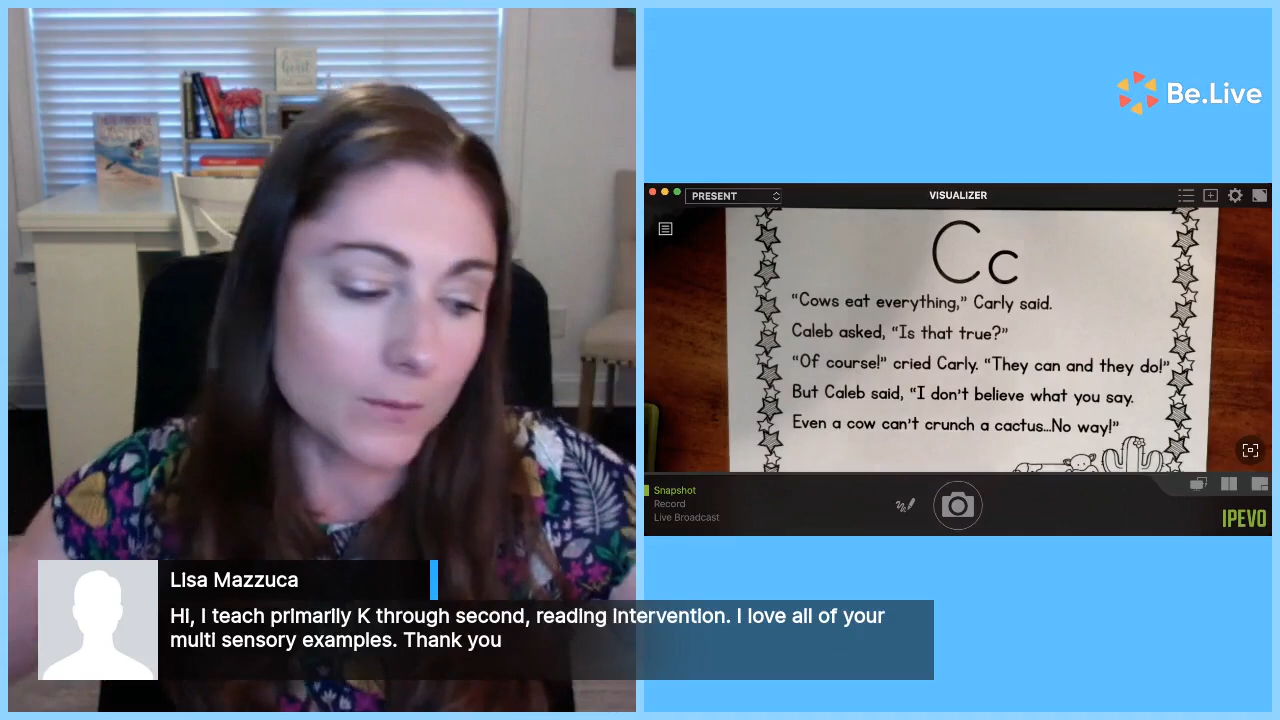 Be.Live
PRESENT
VISUALIZER
Cc
“Cows eat everything,” Carly said.
Caleb asked, “Is that true?”
“Of course!” cried Carly. “They can and they do!”
But Caleb said, “I don’t believe what you say.
Even a cow can’t crunch a cactus...No way!”
Snapshot
Record
Live Broadcast
IPEVO
Lisa Mazzuca
Hi, I teach primarily K through second, reading intervention. I love all of your
multi sensory examples. Thank you